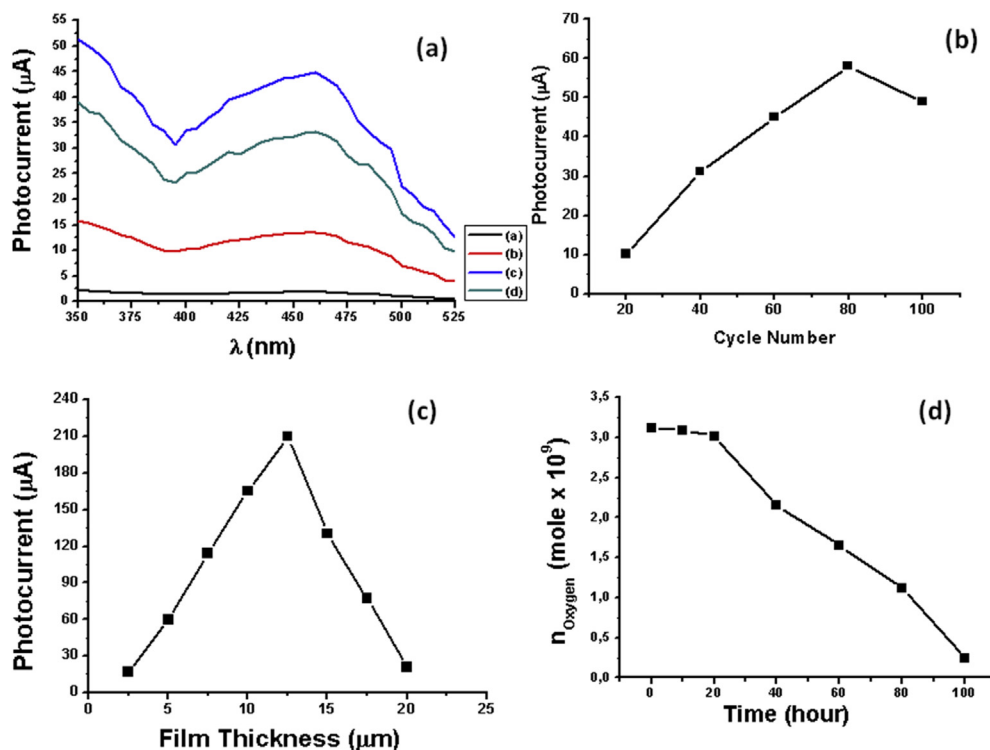 (a)
Photocurrent (μA)
55
50
45
40
35
30
25
20
15
10
5
0
350 375 400 425 450 475 500 525
λ (nm)
(a)
(b)
(c)
(d)
(b)
Photocurrent (μA)
70
60
50
40
30
20
10
0
20 40 60 80 100
Cycle Number
(c)
Photocurrent (μA)
240
210
180
150
120
90
60
30
0
0 5 10 15 20 25
Film Thickness (μm)
(d)
nOxygen (mole x 10⁹)
3,5
3,0
2,5
2,0
1,5
1,0
0,5
0,0
0 20 40 60 80 100
Time (hour)